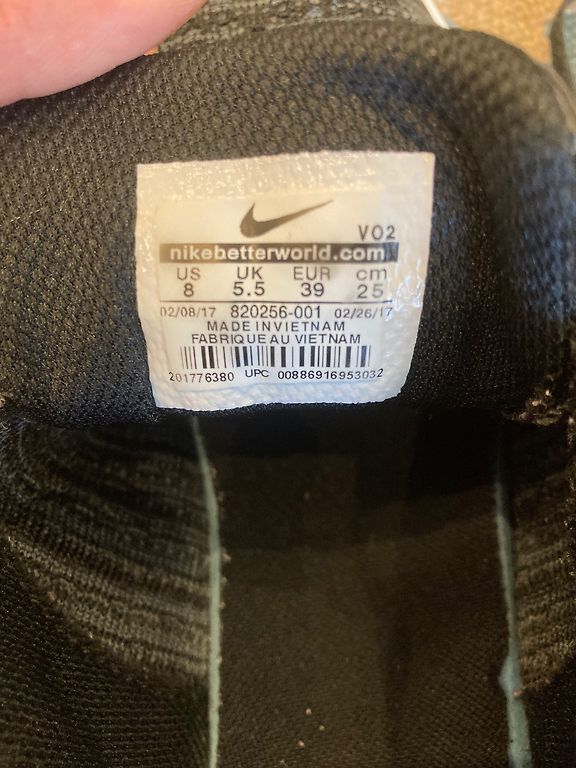 V02
nikebetterworld.com
US UK EUR cm
8 5.5 39 25
02/08/17 820256-001 02/26/17
MADE IN VIETNAM
FABRIQUE AU VIETNAM
201776380 UPC 00886916953032